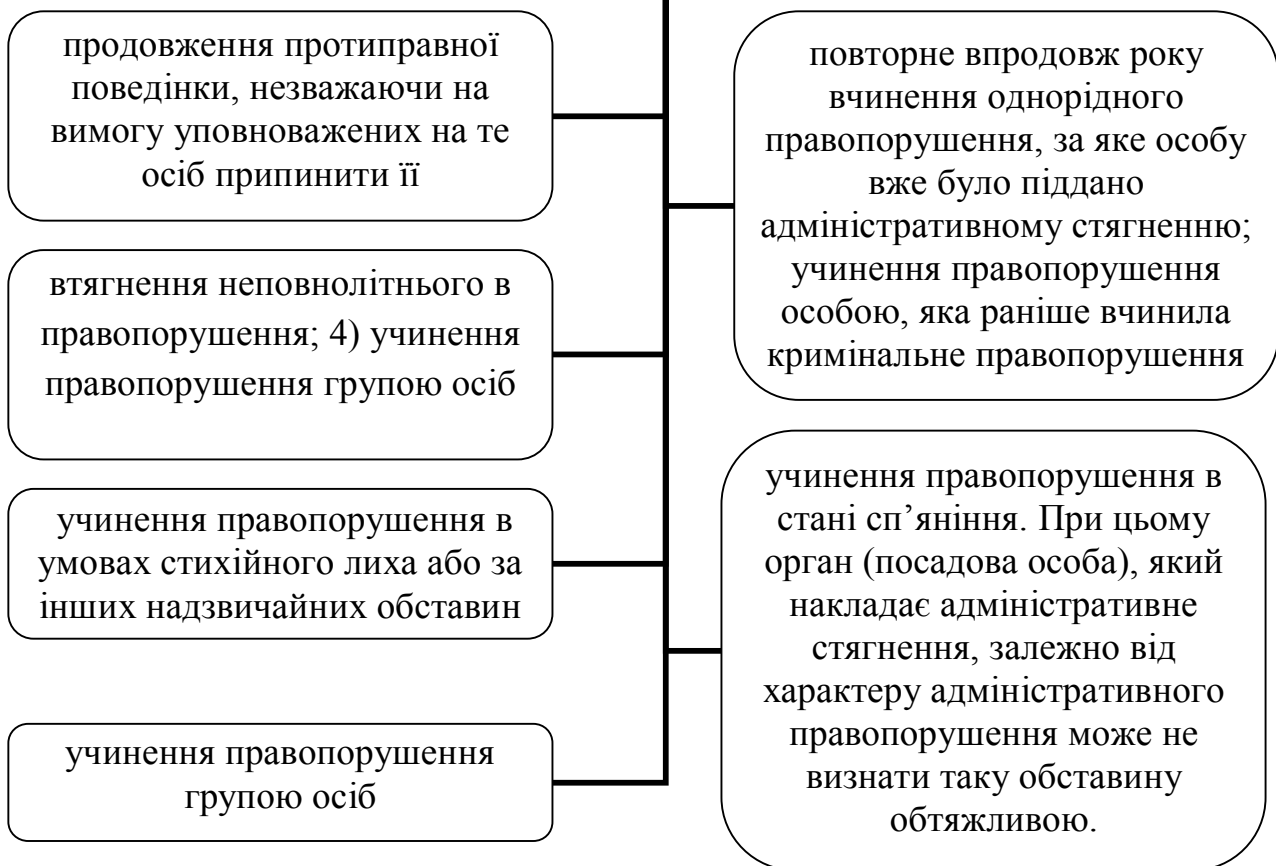 продовження протиправної
поведінки, незважаючи на
вимогу уповноважених на те
осіб припинити її
повторне впродовж року
вчинення однорідного
правопорушення, за яке особу
вже було піддано
адміністративному стягненню;
учинення правопорушення
особою, яка раніше вчинила
кримінальне правопорушення
втягнення неповнолітнього в
правопорушення; 4) учинення
правопорушення групою осіб
учинення правопорушення в
умовах стихійного лиха або за
інших надзвичайних обставин
учинення правопорушення в
стані сп’яніння. При цьому
орган (посадова особа), який
накладає адміністративне
стягнення, залежно від
характеру адміністративного
правопорушення може не
визнати таку обставину
обтяжливою.
учинення правопорушення
групою осіб